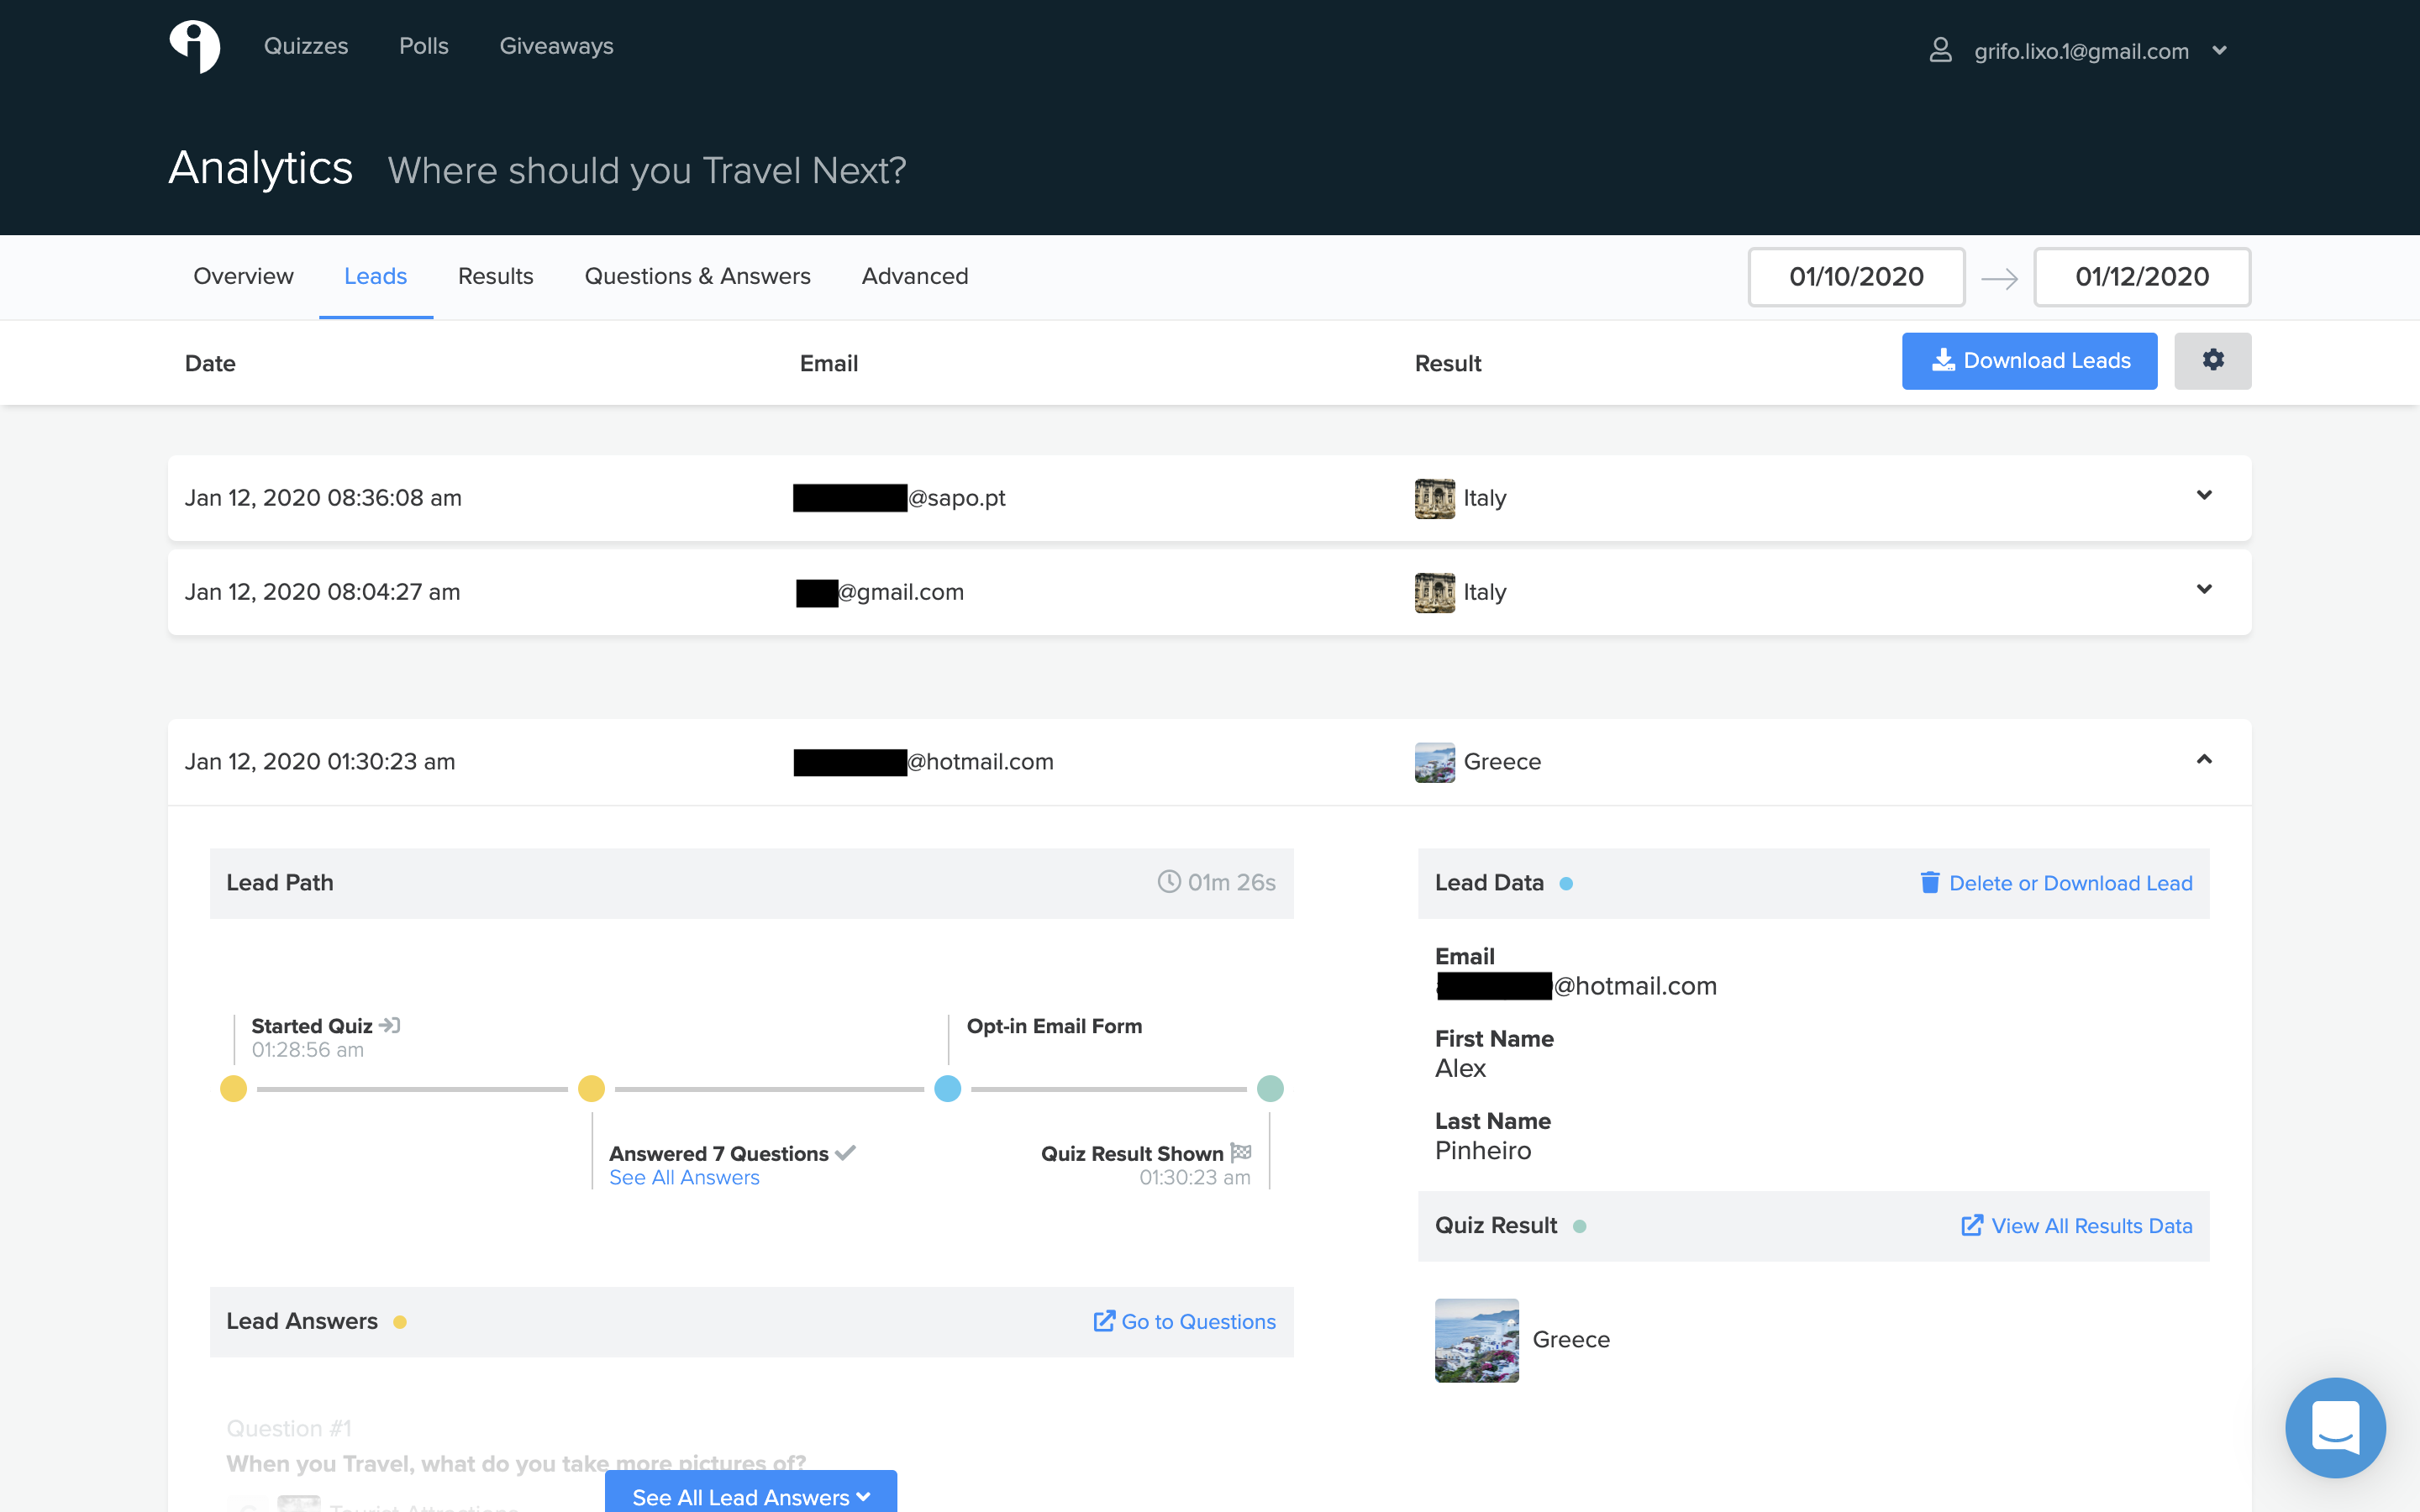 Quizzes Polls Giveaways grifo.lixo.1@gmail.com
Analytics Where should you Travel Next?
Overview Leads Results Questions & Answers Advanced 01/10/2020 01/12/2020
Date Email Result Download Leads
Jan 12, 2020 08:36:08 am @sapo.pt Italy
Jan 12, 2020 08:04:27 am @gmail.com Italy
Jan 12, 2020 01:30:23 am @hotmail.com Greece
Lead Path 01m 26s
Started Quiz
01:28:56 am
Opt-in Email Form
Answered 7 Questions
See All Answers
Quiz Result Shown
01:30:23 am
Lead Answers Go to Questions
Question #1
When you Travel, what do you take more pictures of?
Tourist Attractions
See All Lead Answers
Lead Data Delete or Download Lead
Email
@hotmail.com
First Name
Alex
Last Name
Pinheiro
Quiz Result View All Results Data
Greece